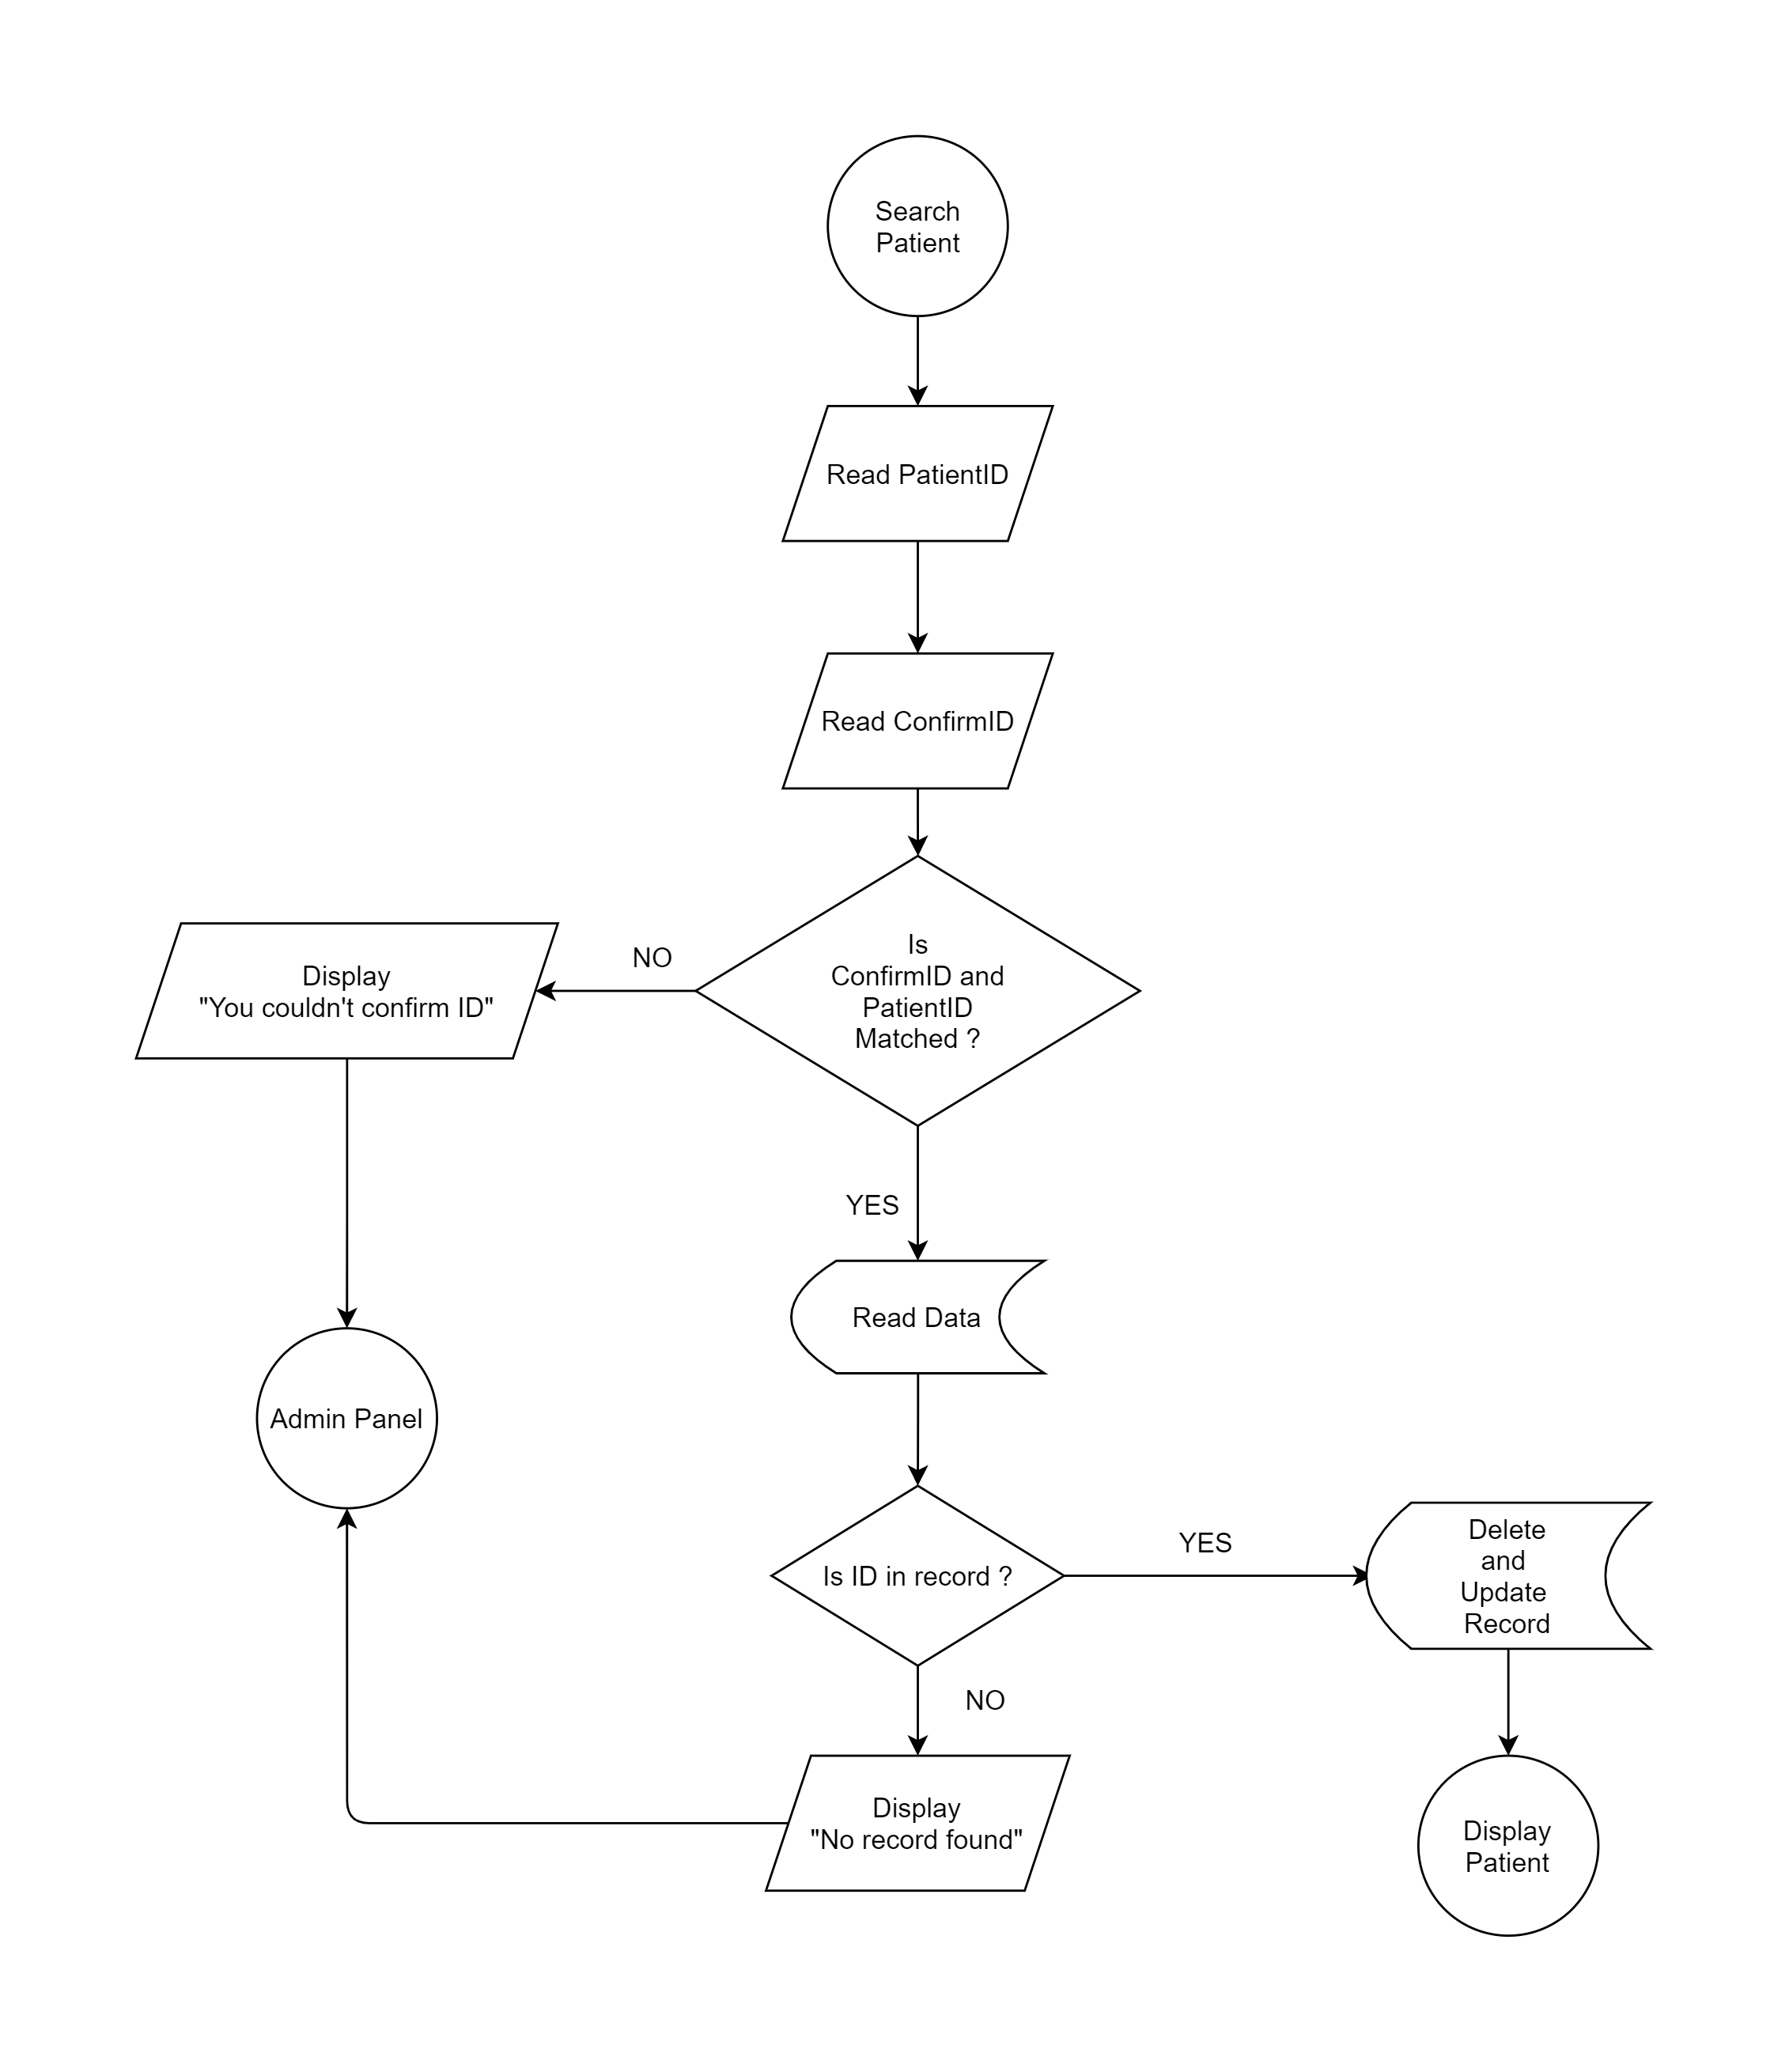 Search
Patient
Read PatientID
Read ConfirmID
Is
ConfirmID and
PatientID
Matched ?
NO
Display
"You couldn't confirm ID"
YES
Read Data
Admin Panel
Is ID in record ?
YES
Delete
and
Update
Record
NO
Display
"No record found"
Display
Patient